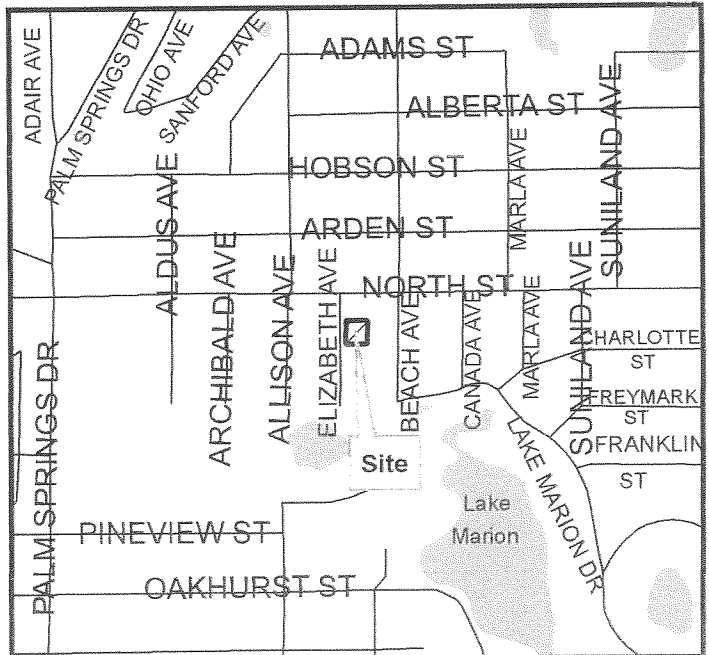 ADAIR AVE
PALM SPRINGS DR
OHIO AVE
SANFORD AVE
ADAMS ST
ALBERTA ST
HOBSON ST
MARLA AVE
SUNILAND AVE
ALDUS AVE
ARDEN ST
ARCHIBALD AVE
ALLISON AVE
ELIZABETH AVE
NORTH ST
BEACH AVE
CANADA AVE
MARLA AVE
SUNILAND AVE
CHARLOTTE
ST
FREYMARK
ST
FRANKLIN
ST
PALM SPRINGS DR
Site
Lake
Marion
LAKE MARION DR
PINEVIEW ST
OAKHURST ST